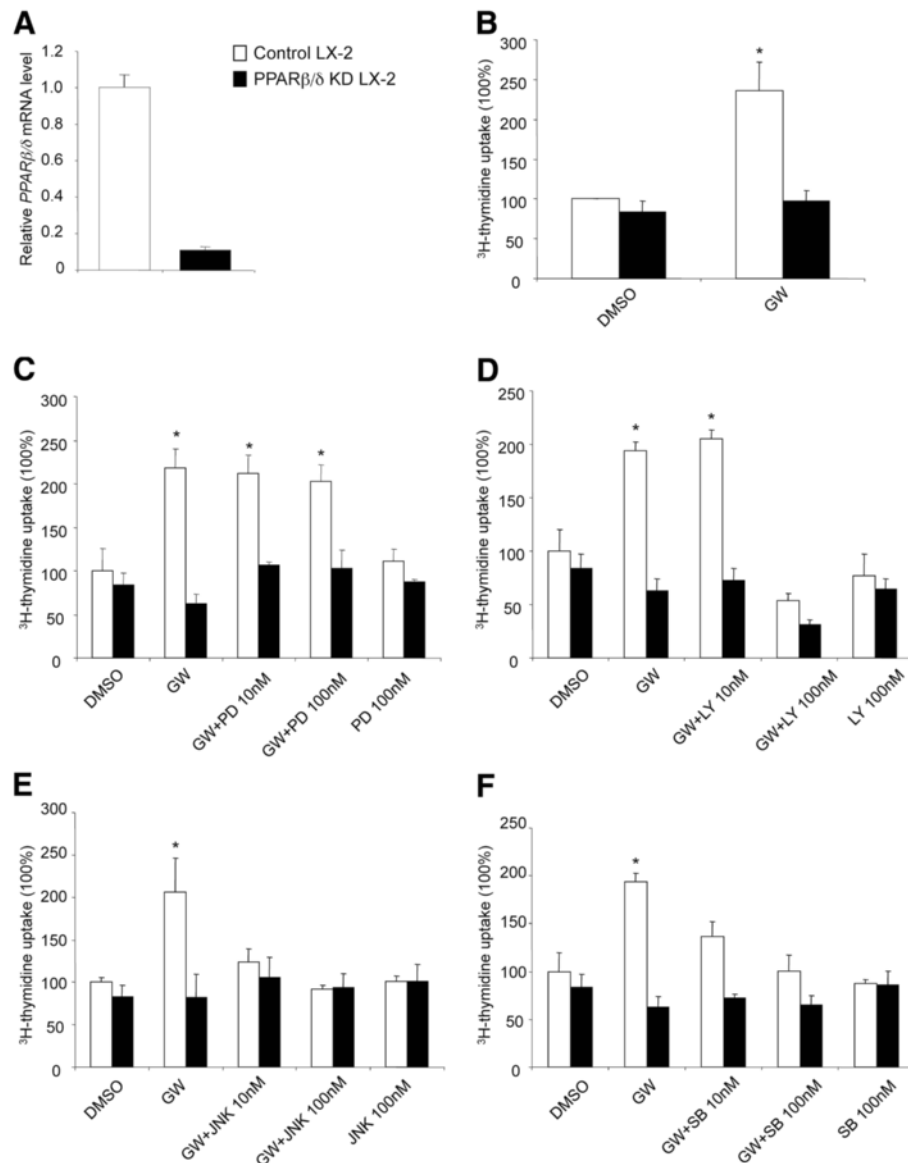 A
Relative PPARβ/δ mRNA level
1.2
1.0
0.8
0.6
0.4
0.2
0
Control LX-2
PPARβ/δ KD LX-2
B
³H-thymidine uptake (100%)
300
250
200
150
100
50
0
*
DMSO
GW
C
³H-thymidine uptake (100%)
300
250
200
150
100
50
0
*
*
*
DMSO
GW
GW+PD 10nM
GW+PD 100nM
PD 100nM
D
³H-thymidine uptake (100%)
250
200
150
100
50
0
*
*
DMSO
GW
GW+LY 10nM
GW+LY 100nM
LY 100nM
E
³H-thymidine uptake (100%)
300
250
200
150
100
50
0
*
DMSO
GW
GW+JNK 10nM
GW+JNK 100nM
JNK 100nM
F
³H-thymidine uptake (100%)
250
200
150
100
50
0
*
DMSO
GW
GW+SB 10nM
GW+SB 100nM
SB 100nM